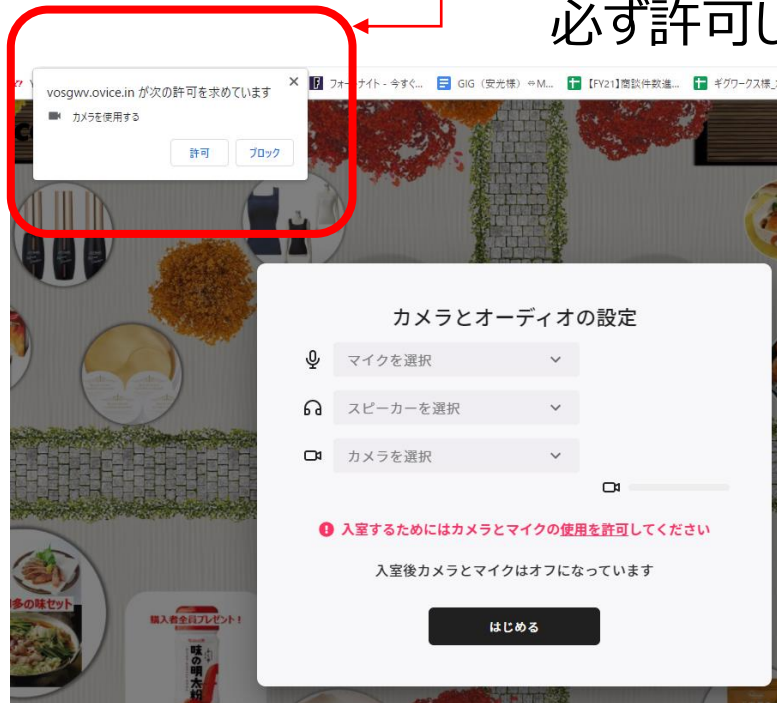 必ず許可し
vosgwv.ovice.in が次の許可を求めています
カメラを使用する
許可
ブロック
フォートナイト - 今すぐ...
GIG（安光様）⇔M...
【FY21】商談件数進...
ギグワークス様_
カメラとオーディオの設定
マイクを選択
スピーカーを選択
カメラを選択
入室するためにはカメラとマイクの使用を許可してください
入室後カメラとマイクはオフになっています
はじめる
多の味セット
購入者全員プレゼント！
味の明太粉